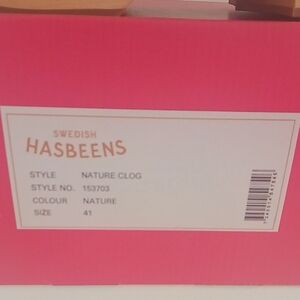 SWEDISH
HASBEENS
STYLE NATURE CLOG
STYLE NO. 153703
COLOUR NATURE
SIZE 41